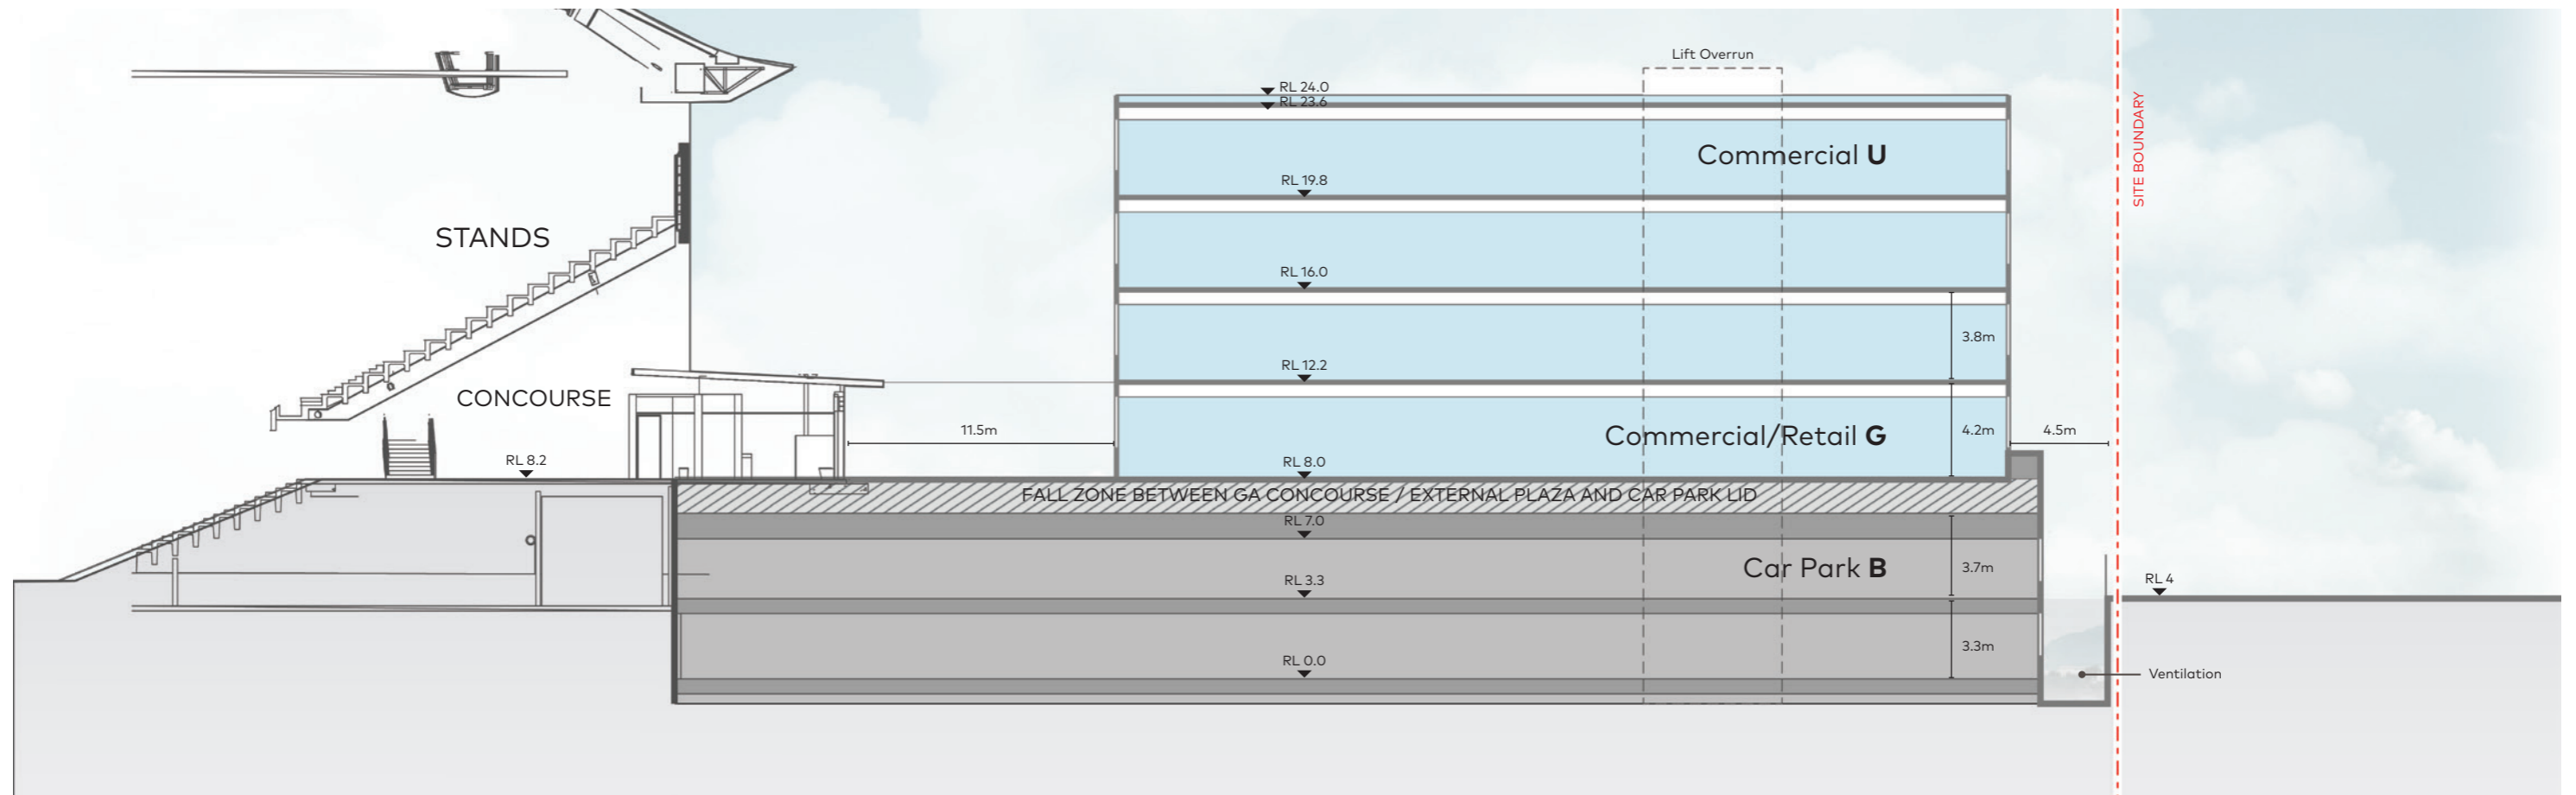 Lift Overrun
RL 24.0
RL 23.6
SITE BOUNDARY
Commercial U
RL 19.8
STANDS
RL 16.0
3.8m
RL 12.2
CONCOURSE
11.5m
Commercial/Retail G
4.2m
4.5m
RL 8.2
RL 8.0
FALL ZONE BETWEEN GA CONCOURSE / EXTERNAL PLAZA AND CAR PARK LID
RL 7.0
Car Park B
3.7m
RL 3.3
RL 4
3.3m
RL 0.0
Ventilation